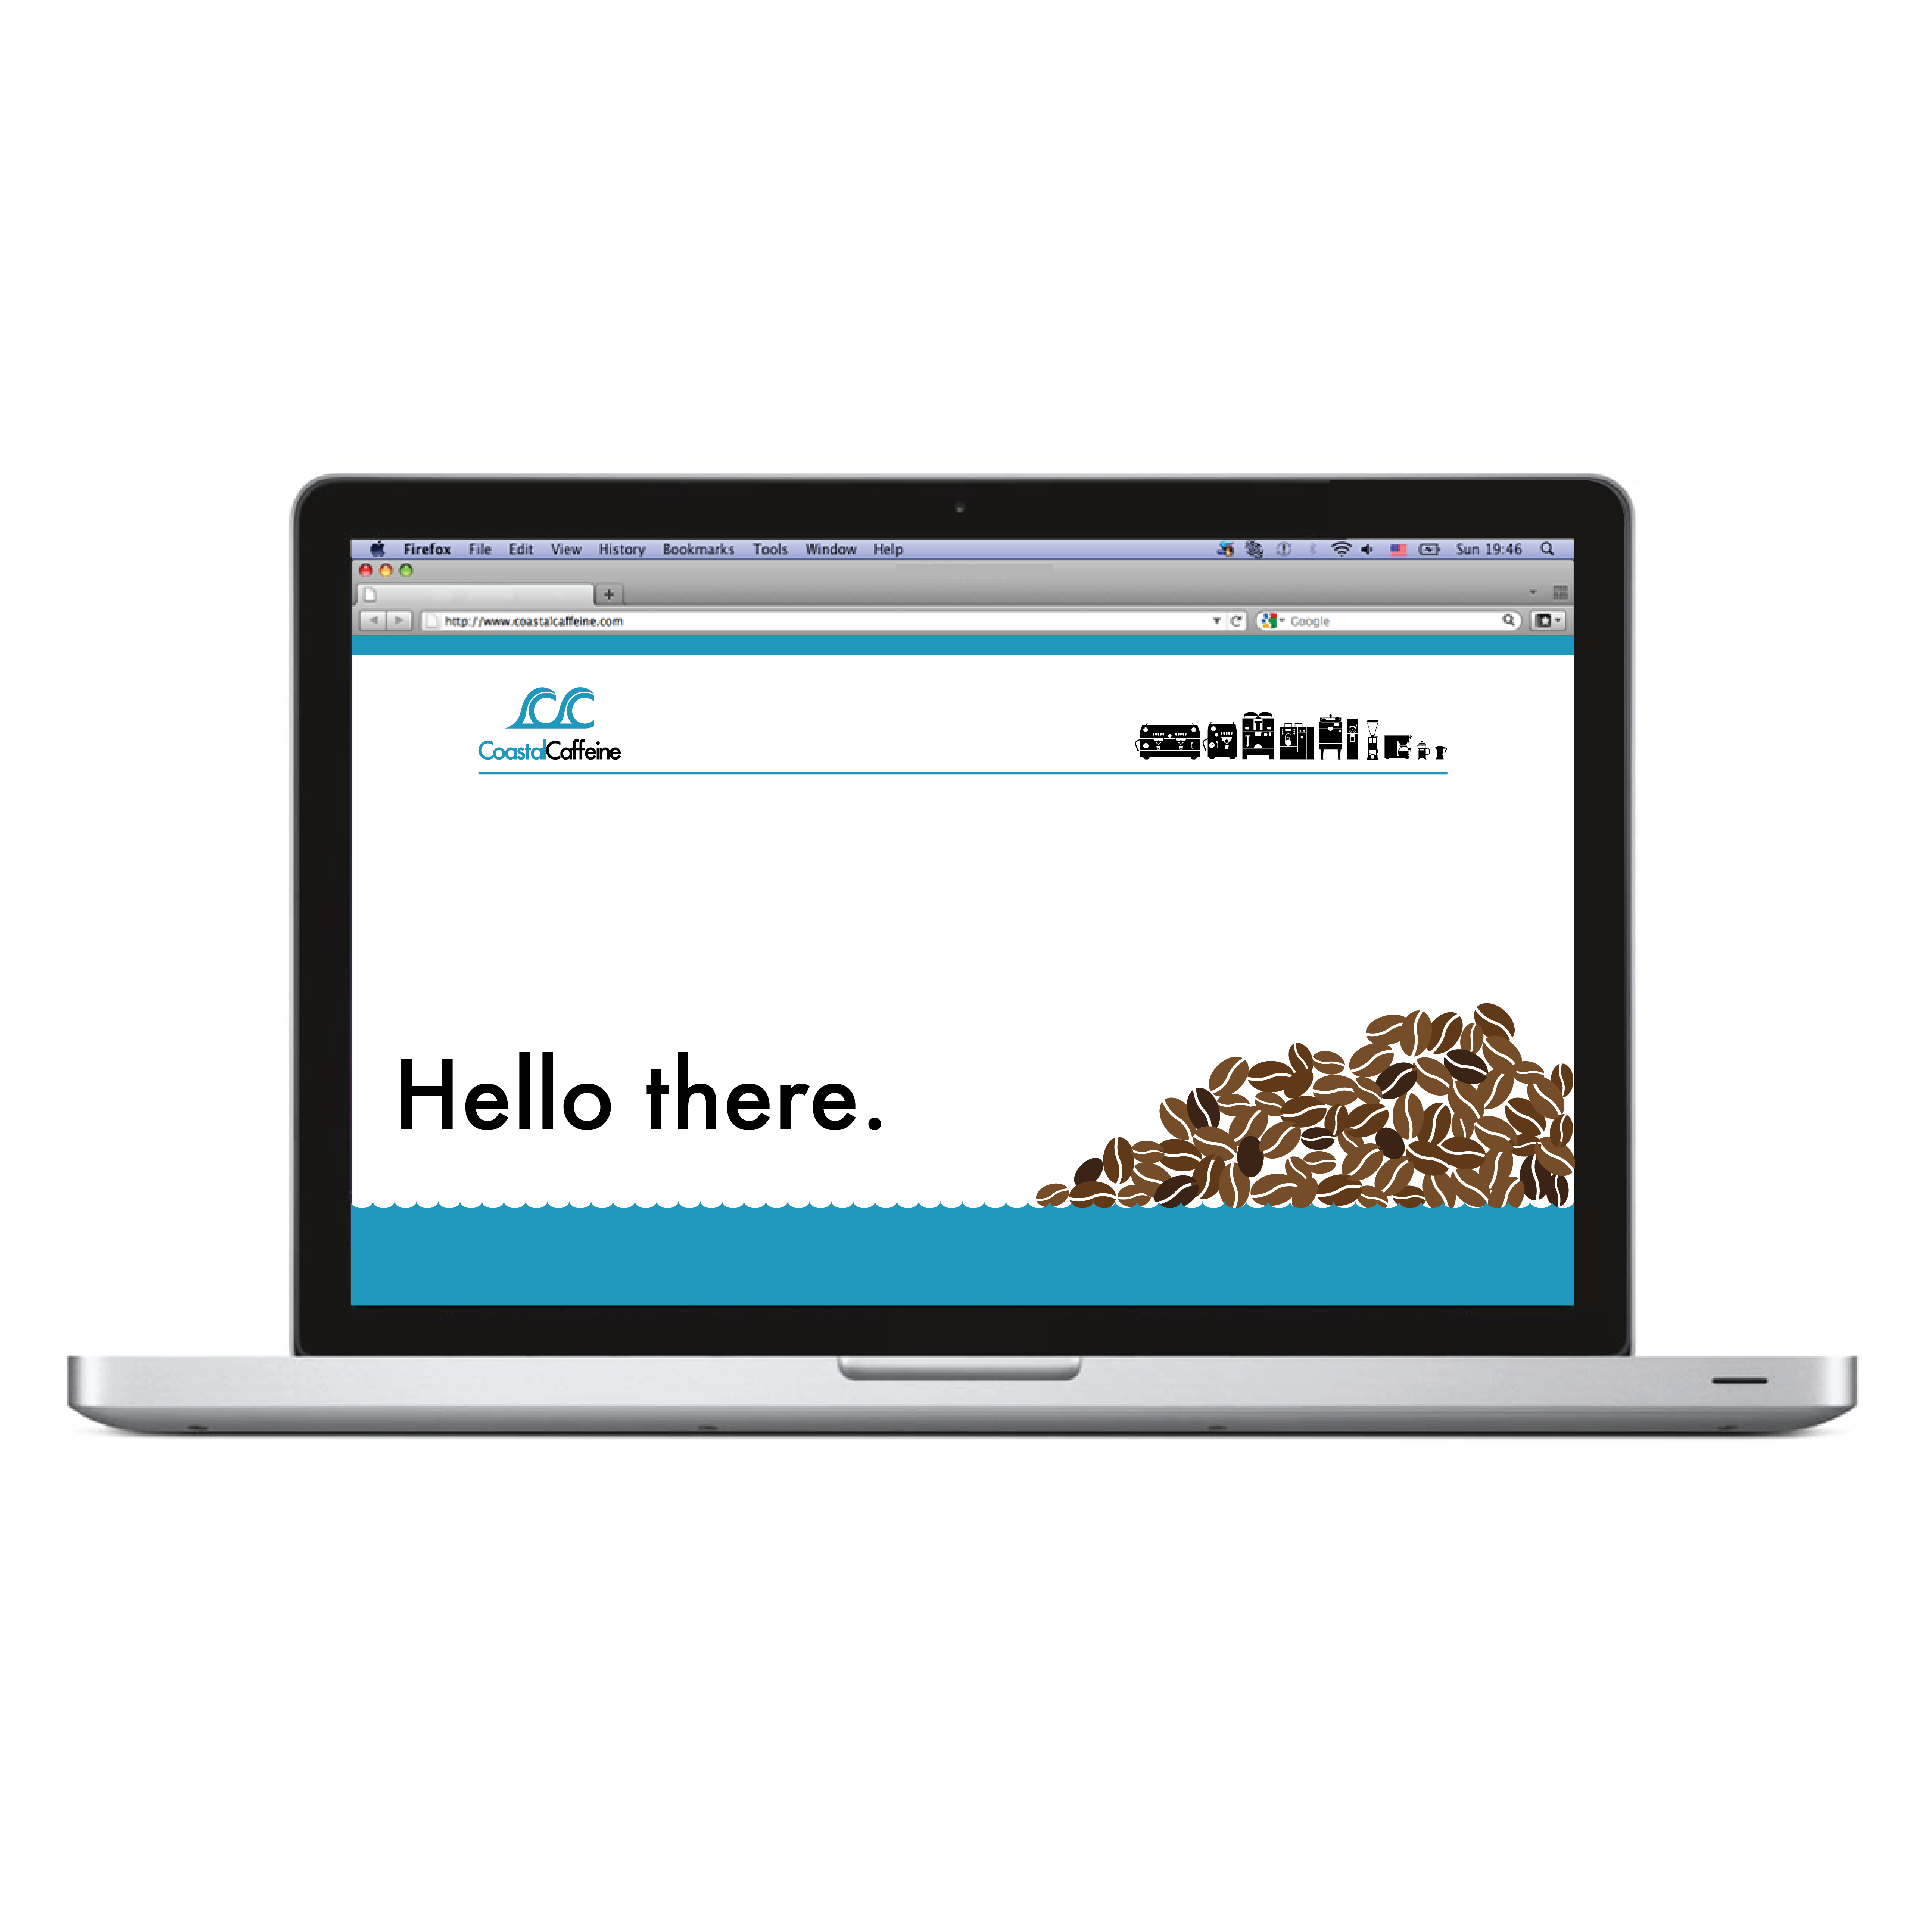 Firefox File Edit View History Bookmarks Tools Window Help Sun 19:46
http://www.coastalcaffeine.com Google
CC
CoastalCaffeine
Hello there.